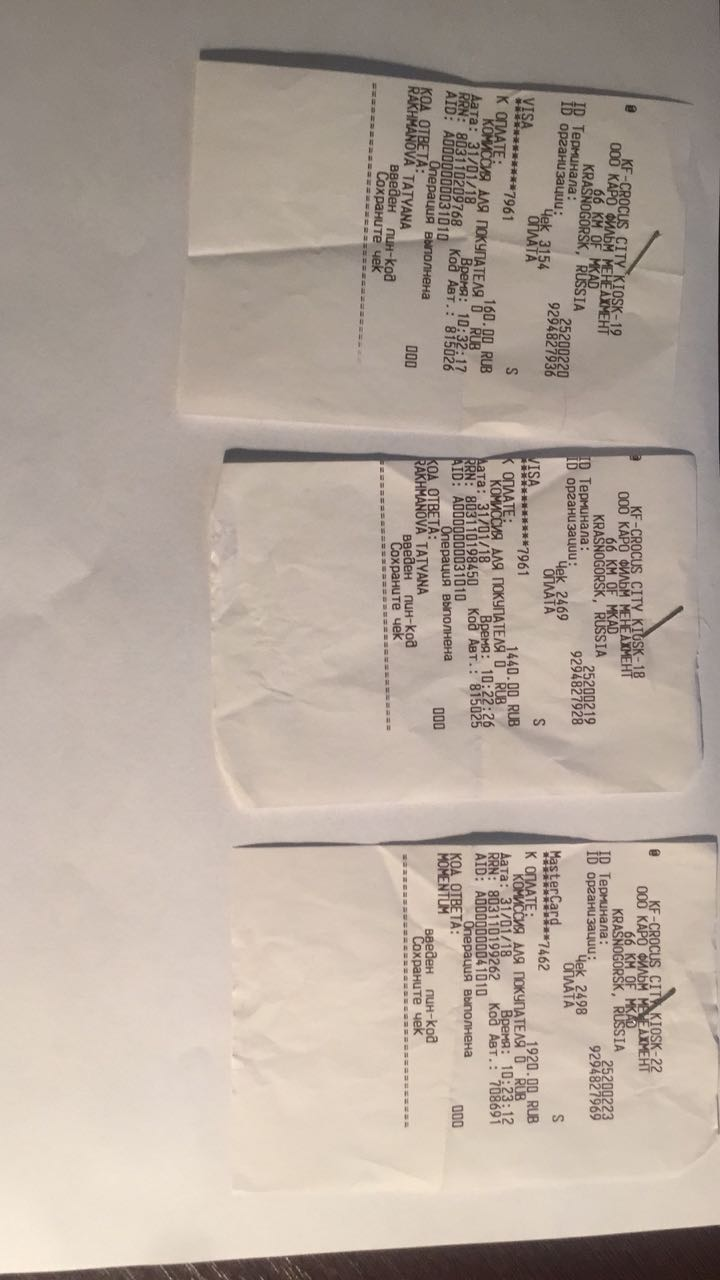 @
KF-CROCUS CITY KIOSK-19
ООО КАРО ФИЛЬМ МЕНЕДЖМЕНТ
66 KM OF MKAD
KRASNOGORSK, RUSSIA
ID Терминала: 25200220
ID организации: 9294827936
Чек 3154
ОПЛАТА
VISA S
************7961
К ОПЛАТЕ: 160.00 RUB
КОМИССИЯ ДЛЯ ПОКУПАТЕЛЯ 0 RUB
Дата: 31/01/18 Время: 10:32:17
RRN: 803110209768 Код Авт.: 815026
AID: A0000000031010
Операция выполнена
КОД ОТВЕТА: 000
RAKHMANOVA TATYANA
введен пин-код
Сохраните чек
==============================
@
KF-CROCUS CITY KIOSK-18
ООО КАРО ФИЛЬМ МЕНЕДЖМЕНТ
66 KM OF MKAD
KRASNOGORSK, RUSSIA
ID Терминала: 25200219
ID организации: 9294827928
Чек 2469
ОПЛАТА
VISA S
************7961
К ОПЛАТЕ: 1440.00 RUB
КОМИССИЯ ДЛЯ ПОКУПАТЕЛЯ 0 RUB
Дата: 31/01/18 Время: 10:22:26
RRN: 803110198450 Код Авт.: 815025
AID: A0000000031010
Операция выполнена
КОД ОТВЕТА: 000
RAKHMANOVA TATYANA
введен пин-код
Сохраните чек
==============================
@
KF-CROCUS CITY KIOSK-22
ООО КАРО ФИЛЬМ МЕНЕДЖМЕНТ
66 KM OF MKAD
KRASNOGORSK, RUSSIA
ID Терминала: 25200223
ID организации: 9294827969
Чек 2498
ОПЛАТА
MasterCard S
************7462
К ОПЛАТЕ: 1920.00 RUB
КОМИССИЯ ДЛЯ ПОКУПАТЕЛЯ 0 RUB
Дата: 31/01/18 Время: 10:23:12
RRN: 803110199262 Код Авт.: 708691
AID: A0000000041010
Операция выполнена
КОД ОТВЕТА: 000
MOMENTUM
введен пин-код
Сохраните чек
==============================